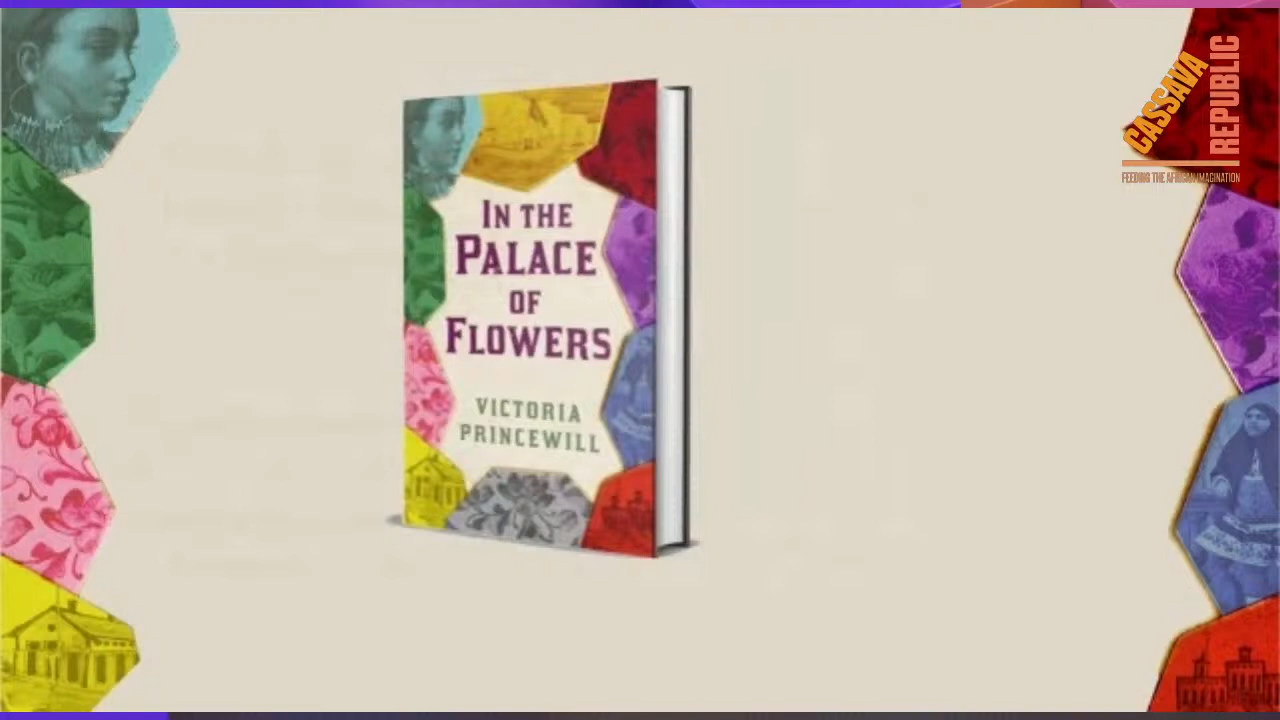 IN THE
PALACE
OF
FLOWERS
VICTORIA
PRINCEWILL
CASSAVA
REPUBLIC
FEEDING THE AFRICAN IMAGINATION